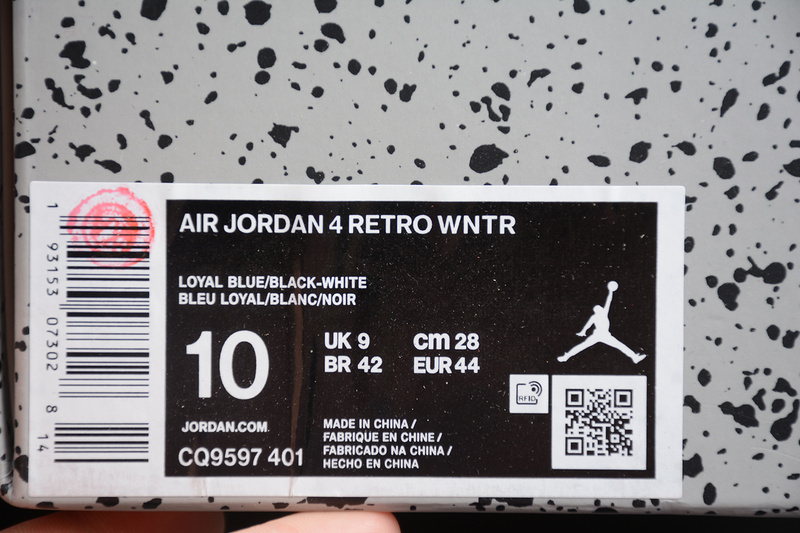 AIR JORDAN 4 RETRO WNTR
LOYAL BLUE/BLACK-WHITE
BLEU LOYAL/BLANC/NOIR
10
UK 9
BR 42
cm 28
EUR 44
RFID
JORDAN.COM
CQ9597 401
MADE IN CHINA /
FABRIQUE EN CHINE /
FABRICADO NA CHINA /
HECHO EN CHINA
1 93153 07302 8
14